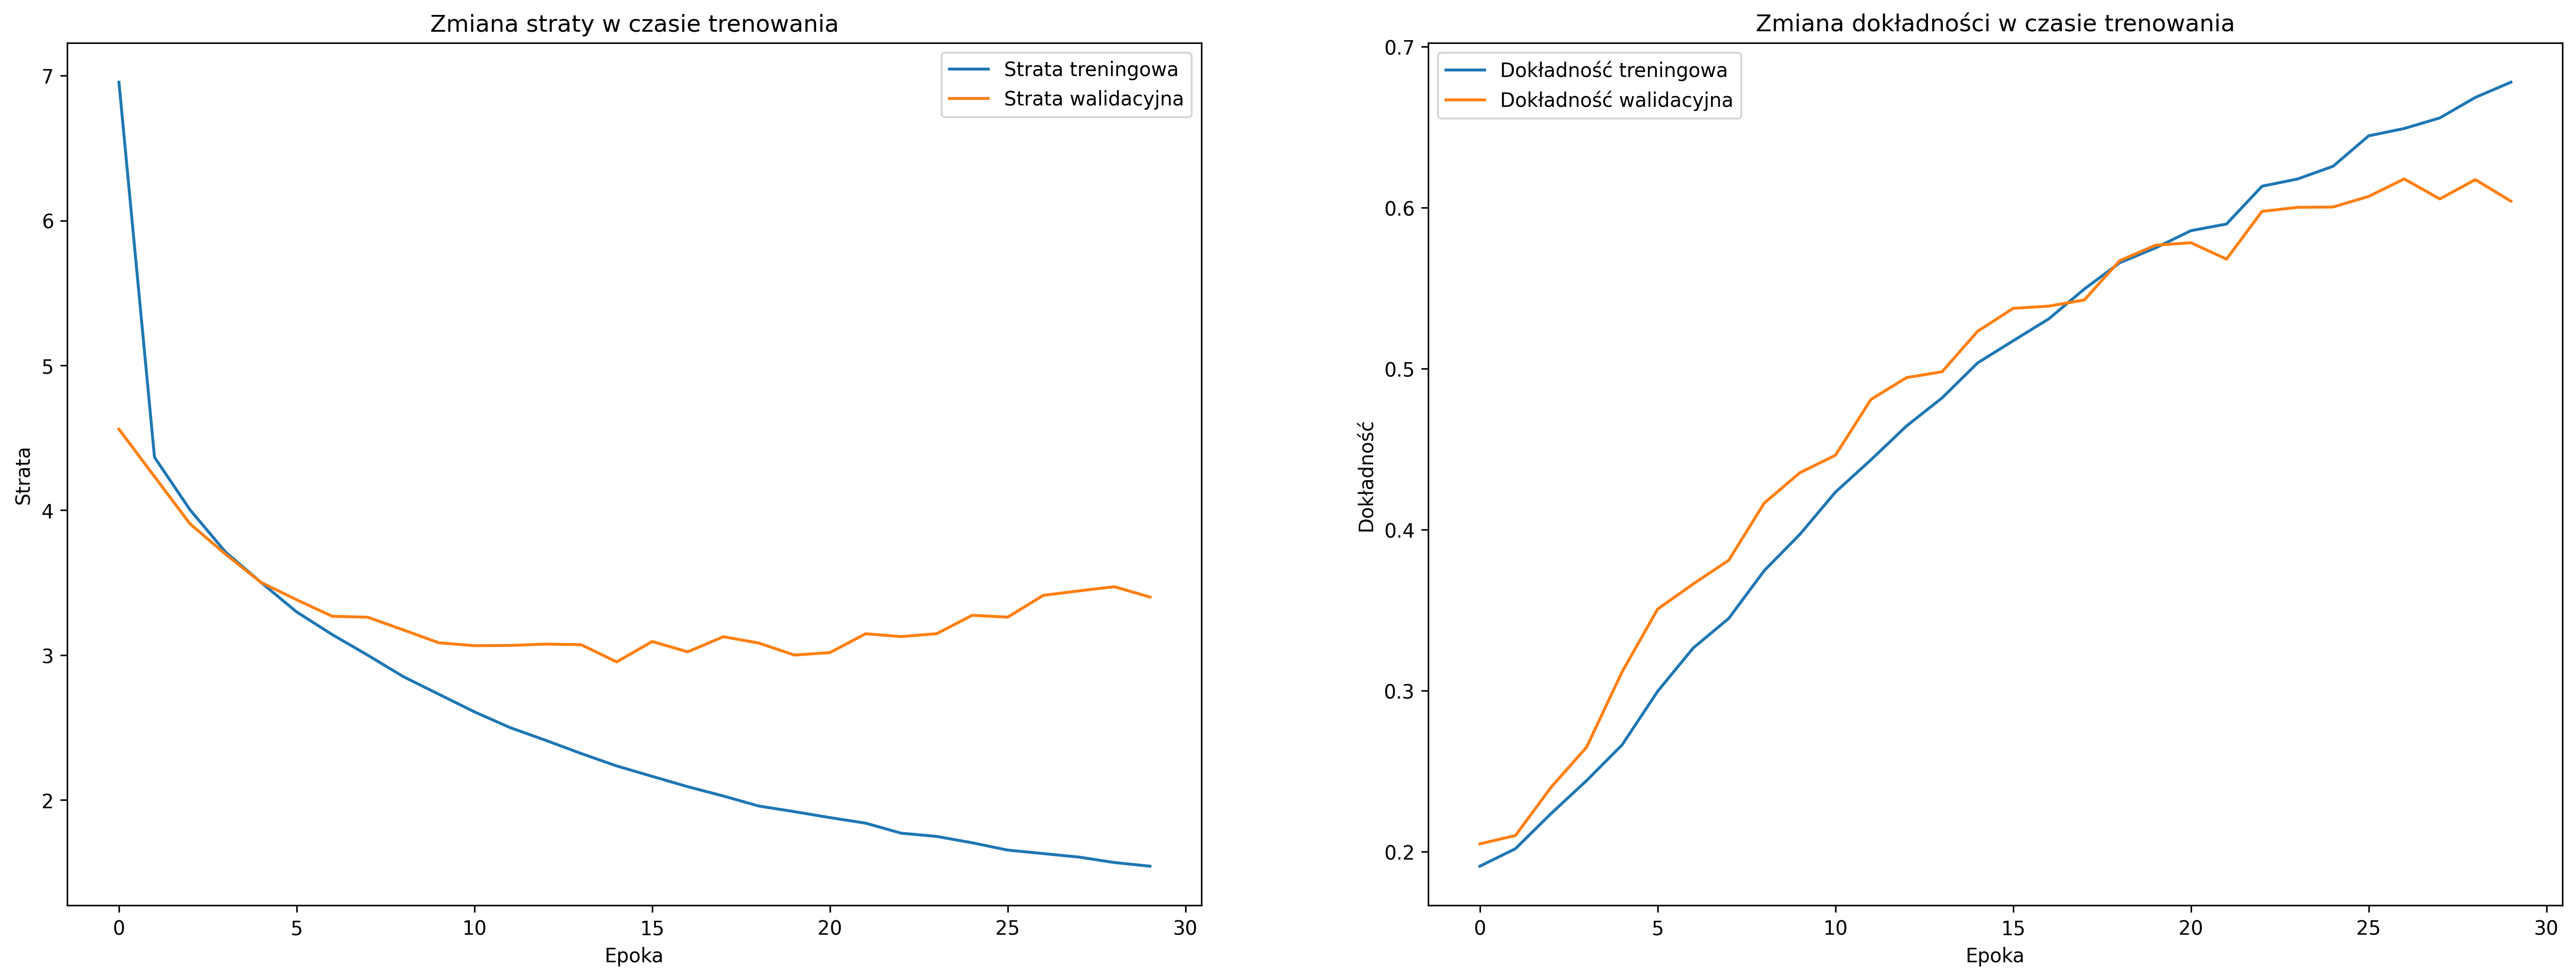 Zmiana straty w czasie trenowania
Strata treningowa
Strata walidacyjna
7
6
5
4
3
2
Strata
0 5 10 15 20 25 30
Epoka
Zmiana dokładności w czasie trenowania
Dokładność treningowa
Dokładność walidacyjna
0.7
0.6
0.5
0.4
0.3
0.2
Dokładność
0 5 10 15 20 25 30
Epoka